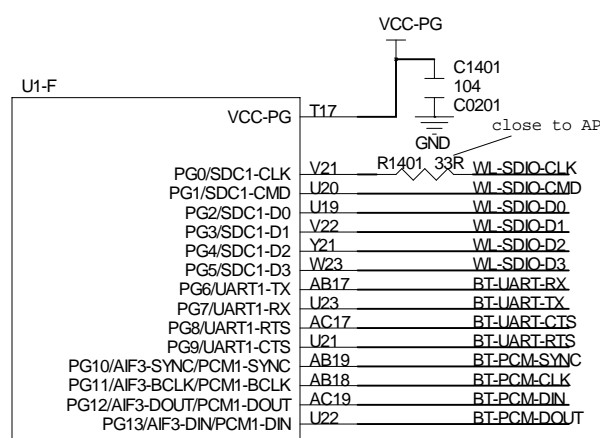 VCC-PG
U1-F
C1401
104
C0201
VCC-PG T17
GND
close to AP
R1401 33R
PG0/SDC1-CLK V21 WL-SDIO-CLK
PG1/SDC1-CMD U20 WL-SDIO-CMD
PG2/SDC1-D0 U19 WL-SDIO-D0
PG3/SDC1-D1 V22 WL-SDIO-D1
PG4/SDC1-D2 Y21 WL-SDIO-D2
PG5/SDC1-D3 W23 WL-SDIO-D3
PG6/UART1-TX AB17 BT-UART-RX
PG7/UART1-RX U23 BT-UART-TX
PG8/UART1-RTS AC17 BT-UART-CTS
PG9/UART1-CTS U21 BT-UART-RTS
PG10/AIF3-SYNC/PCM1-SYNC AB19 BT-PCM-SYNC
PG11/AIF3-BCLK/PCM1-BCLK AB18 BT-PCM-CLK
PG12/AIF3-DOUT/PCM1-DOUT AC19 BT-PCM-DIN
PG13/AIF3-DIN/PCM1-DIN U22 BT-PCM-DOUT